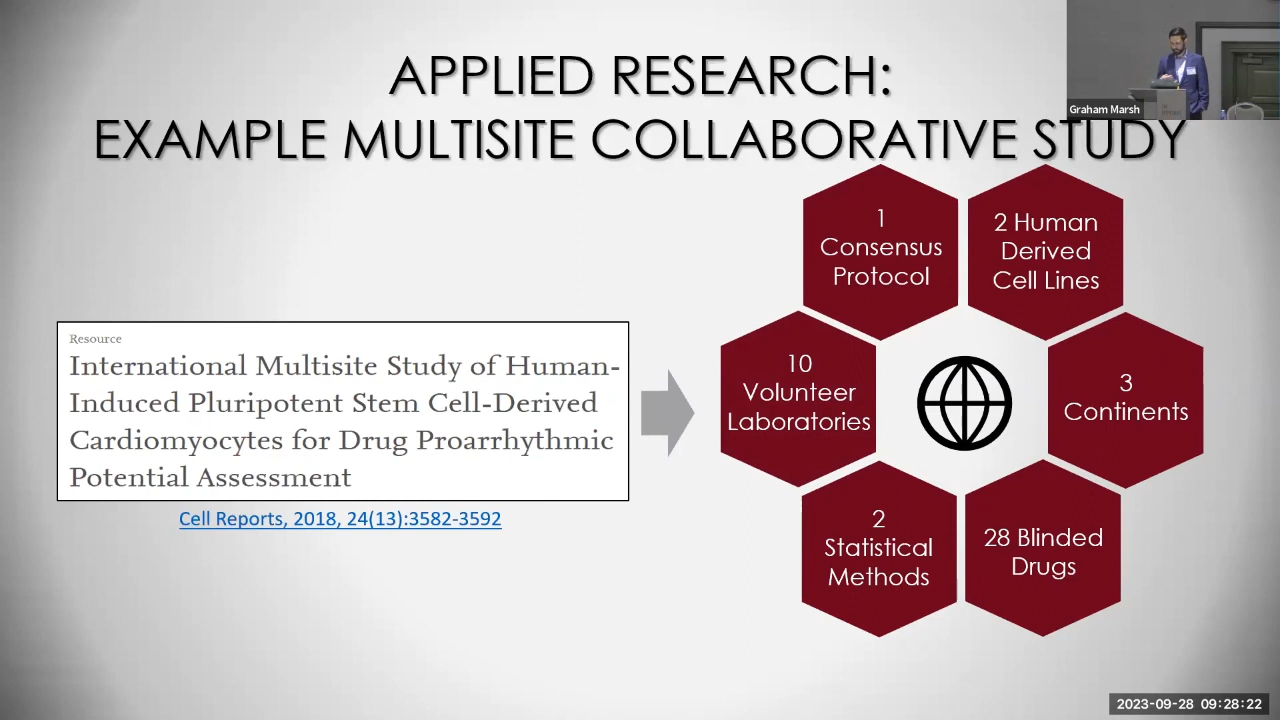 APPLIED RESEARCH:
EXAMPLE MULTISITE COLLABORATIVE STUDY
Graham Marsh
Resource
International Multisite Study of Human-
Induced Pluripotent Stem Cell-Derived
Cardiomyocytes for Drug Proarrhythmic
Potential Assessment
Cell Reports, 2018, 24(13):3582-3592
1
Consensus
Protocol
2 Human
Derived
Cell Lines
10
Volunteer
Laboratories
3
Continents
2
Statistical
Methods
28 Blinded
Drugs
2023-09-28 09:28:22